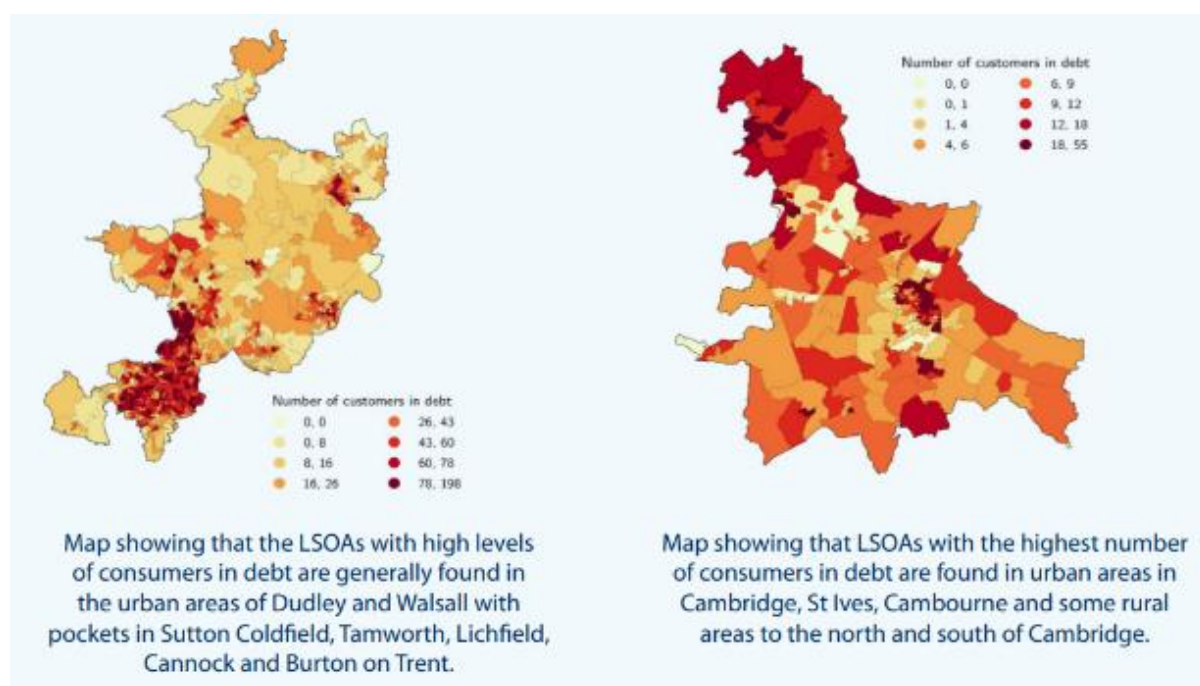 Number of customers in debt
0, 0
0, 1
1, 4
4, 6
6, 9
9, 12
12, 18
18, 55
Number of customers in debt
0, 0
0, 8
8, 16
16, 26
26, 43
43, 60
60, 78
78, 198
Map showing that the LSOAs with high levels
of consumers in debt are generally found in
the urban areas of Dudley and Walsall with
pockets in Sutton Coldfield, Tamworth, Lichfield,
Cannock and Burton on Trent.
Map showing that LSOAs with the highest number
of consumers in debt are found in urban areas in
Cambridge, St Ives, Cambourne and some rural
areas to the north and south of Cambridge.